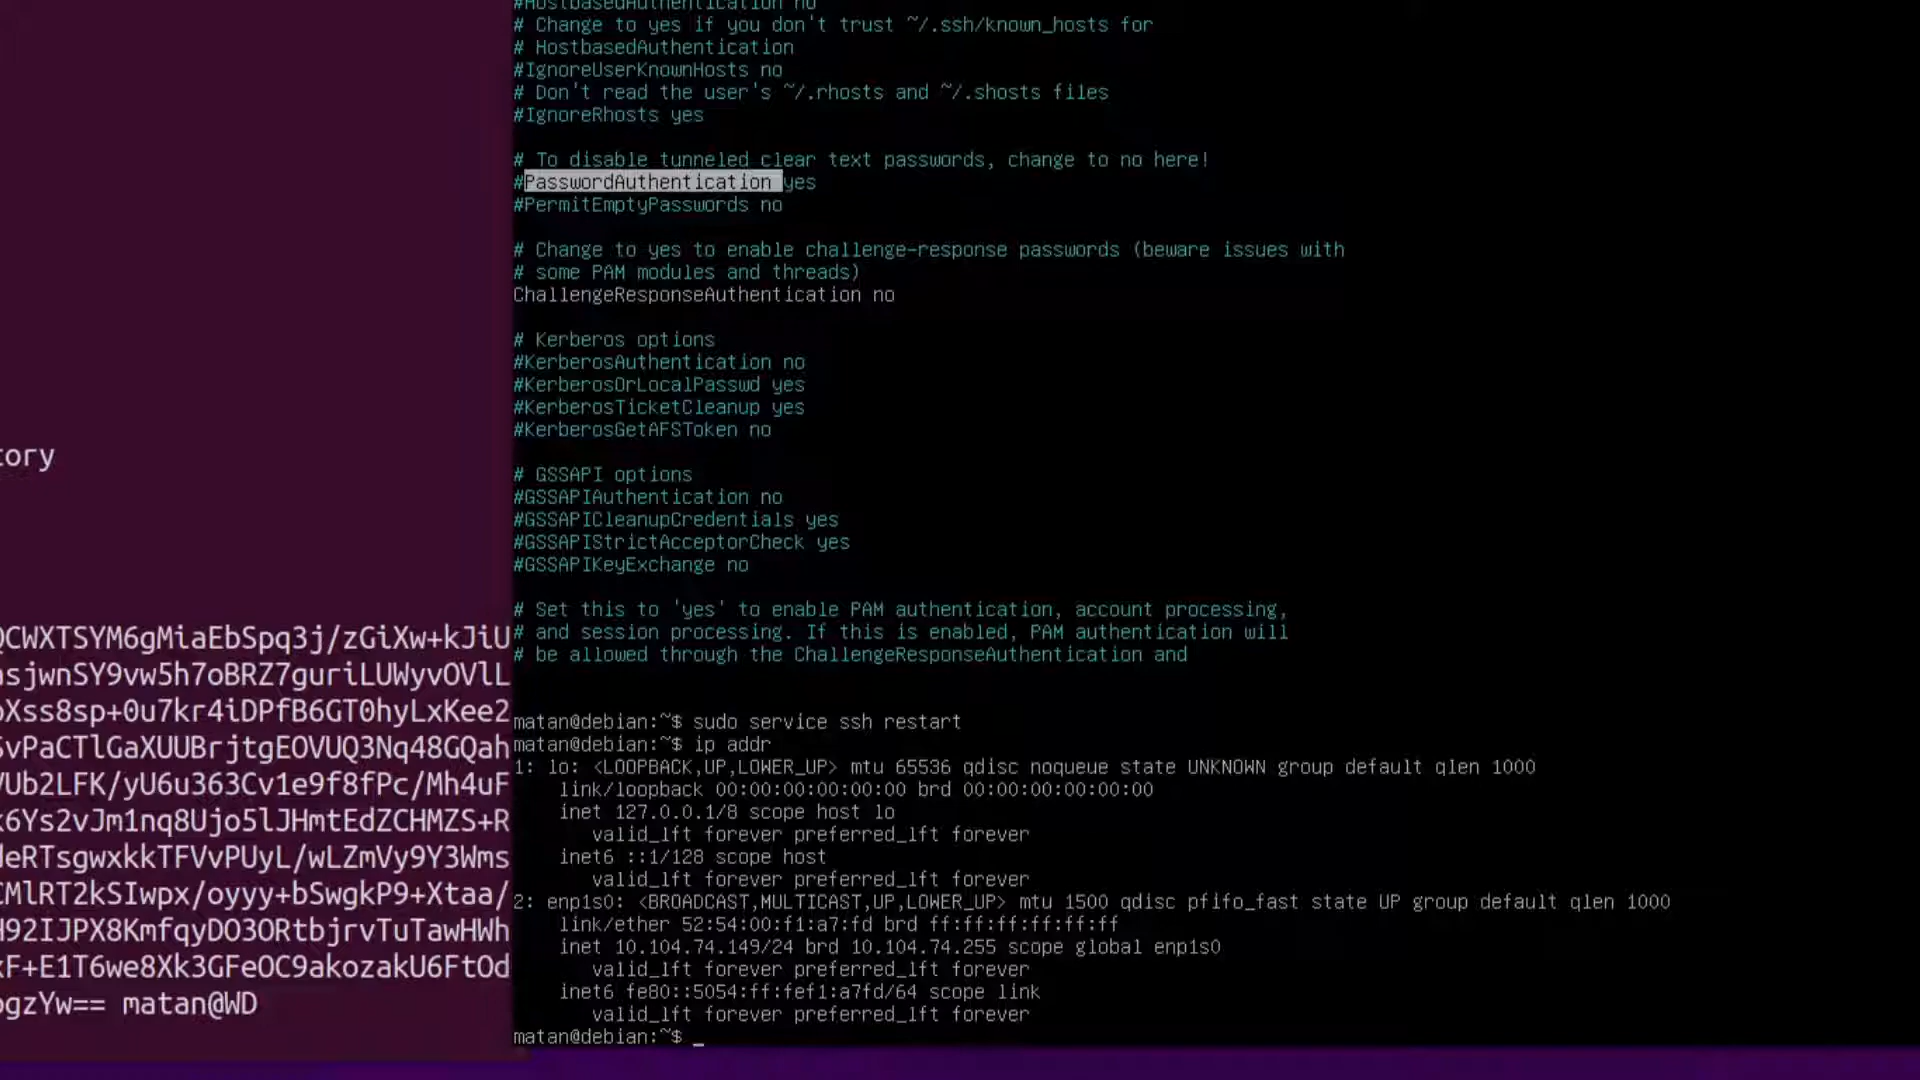 #HostbasedAuthentication no
# Change to yes if you don't trust ~/.ssh/known_hosts for
# HostbasedAuthentication
#IgnoreUserKnownHosts no
# Don't read the user's ~/.rhosts and ~/.shosts files
#IgnoreRhosts yes
# To disable tunneled clear text passwords, change to no here!
#PasswordAuthentication yes
#PermitEmptyPasswords no
# Change to yes to enable challenge-response passwords (beware issues with
# some PAM modules and threads)
ChallengeResponseAuthentication no
# Kerberos options
#KerberosAuthentication no
#KerberosOrLocalPasswd yes
#KerberosTicketCleanup yes
#KerberosGetAFSToken no
# GSSAPI options
#GSSAPIAuthentication no
#GSSAPICleanupCredentials yes
#GSSAPIStrictAcceptorCheck yes
#GSSAPIKeyExchange no
# Set this to 'yes' to enable PAM authentication, account processing,
# and session processing. If this is enabled, PAM authentication will
# be allowed through the ChallengeResponseAuthentication and
matan@debian:~$ sudo service ssh restart
matan@debian:~$ ip addr
1: lo: <LOOPBACK,UP,LOWER_UP> mtu 65536 qdisc noqueue state UNKNOWN group default qlen 1000
link/loopback 00:00:00:00:00:00 brd 00:00:00:00:00:00
inet 127.0.0.1/8 scope host lo
valid_lft forever preferred_lft forever
inet6 ::1/128 scope host
valid_lft forever preferred_lft forever
2: enp1s0: <BROADCAST,MULTICAST,UP,LOWER_UP> mtu 1500 qdisc pfifo_fast state UP group default qlen 1000
link/ether 52:54:00:f1:a7:fd brd ff:ff:ff:ff:ff:ff
inet 10.104.74.149/24 brd 10.104.74.255 scope global enp1s0
valid_lft forever preferred_lft forever
inet6 fe80::5054:ff:fef1:a7fd/64 scope link
valid_lft forever preferred_lft forever
matan@debian:~$ _
tory
QCWXTSYM6gMiaEbSpq3j/zGiXw+kJiU
sjwnSY9vw5h7oBRZ7guriLUWyvOVlL
Xss8sp+0u7kr4iDPfB6GT0hyLxKee2
vPaCTlGaXUUBrjtgEOVUQ3Nq48GQah
Ub2LFK/yU6u363Cv1e9f8fPc/Mh4uF
6Ys2vJm1nq8Ujo5lJHmtEdZCHMZS+R
eRTsgwxkkTFVvPUyL/wLZmVy9Y3Wms
MlRT2kSIwpx/oyyy+bSwgkP9+Xtaa/
92IJPX8KmfqyDO3ORtbjrvTuTawHWh
F+E1T6we8Xk3GFeOC9akozakU6FtOd
gzYw== matan@WD